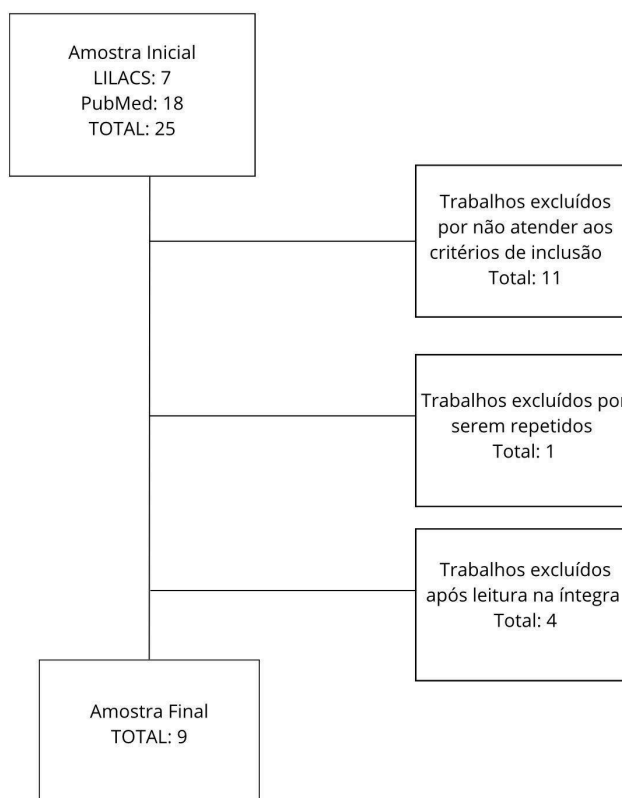 Amostra Inicial
LILACS: 7
PubMed: 18
TOTAL: 25
Trabalhos excluídos
por não atender aos
critérios de inclusão
Total: 11
Trabalhos excluídos por
serem repetidos
Total: 1
Trabalhos excluídos
após leitura na íntegra
Total: 4
Amostra Final
TOTAL: 9